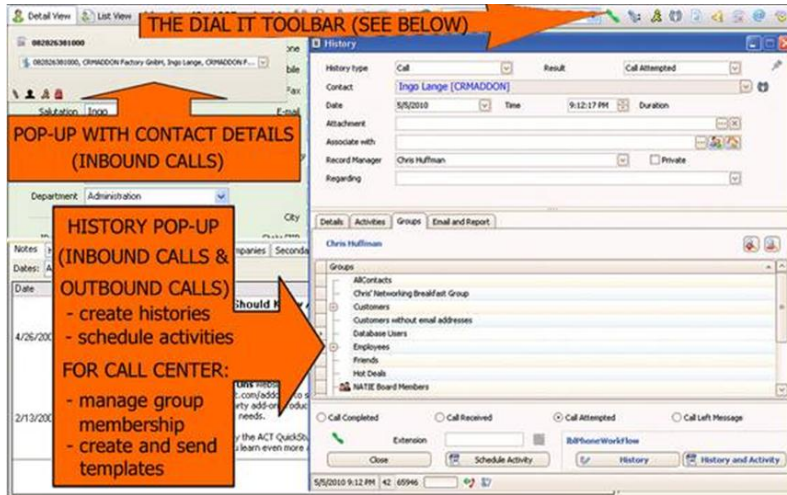 Detail View
List View
THE DIAL IT TOOLBAR (SEE BELOW)
082826381000
082826381000, CRMADDON Factory GmbH, Ingo Lange, CRMADDON F...
Fax
Salutation Ingo
E-mail
POP-UP WITH CONTACT DETAILS
(INBOUND CALLS)
Department Administration
City
HISTORY POP-UP
(INBOUND CALLS &
OUTBOUND CALLS)
- create histories
- schedule activities
FOR CALL CENTER:
- manage group
membership
- create and send
templates
Notes
Dates:
Date
Should Know
4/26/200
2/13/200
needs.
History
History type Call Result Call Attempted
Contact Ingo Lange [CRMADDON]
Date 5/5/2010 Time 9:12:17 PM Duration
Attachment
Associate with
Record Manager Chris Huffman Private
Regarding
Details Activities Groups Email and Report
Chris Huffman
Groups
AllContacts
Chris' Networking Breakfast Group
Customers
Customers without email addresses
Database Users
Employees
Friends
Hot Deals
NATIE Board Members
Call Completed Call Received Call Attempted Call Left Message
Extension lblPhoneWorkflow
Close Schedule Activity History History and Activity
5/5/2010 9:12 PM 42 65946